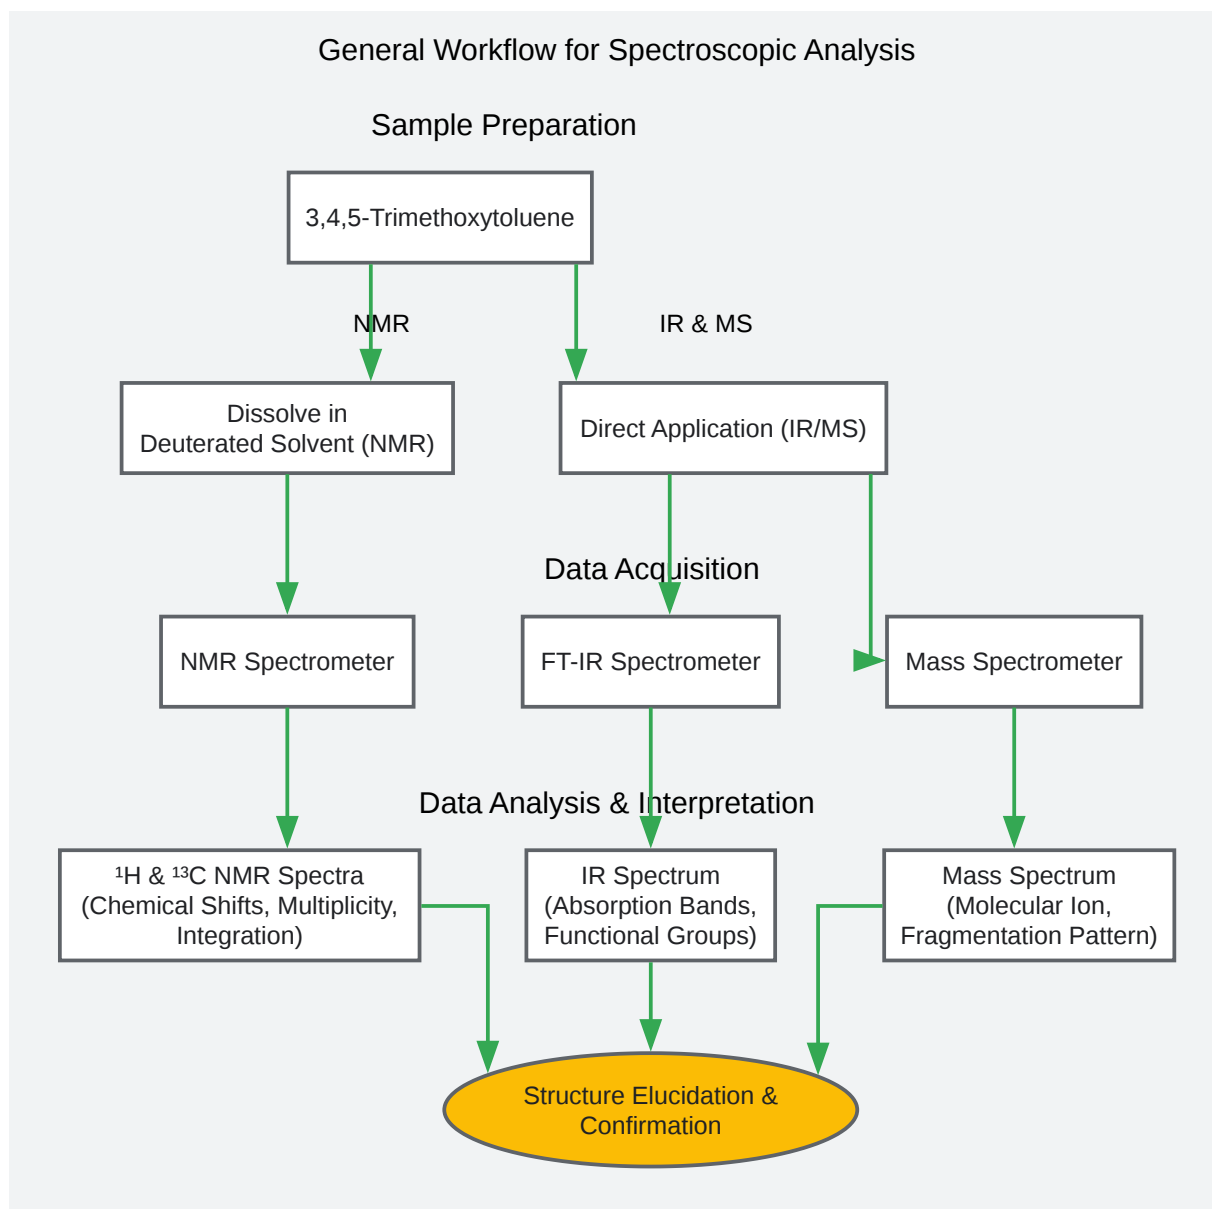 General Workflow for Spectroscopic Analysis
Sample Preparation
3,4,5-Trimethoxytoluene
NMR
IR & MS
Dissolve in
Deuterated Solvent (NMR)
Direct Application (IR/MS)
Data Acquisition
NMR Spectrometer
FT-IR Spectrometer
Mass Spectrometer
Data Analysis & Interpretation
¹H & ¹³C NMR Spectra
(Chemical Shifts, Multiplicity,
Integration)
IR Spectrum
(Absorption Bands,
Functional Groups)
Mass Spectrum
(Molecular Ion,
Fragmentation Pattern)
Structure Elucidation &
Confirmation